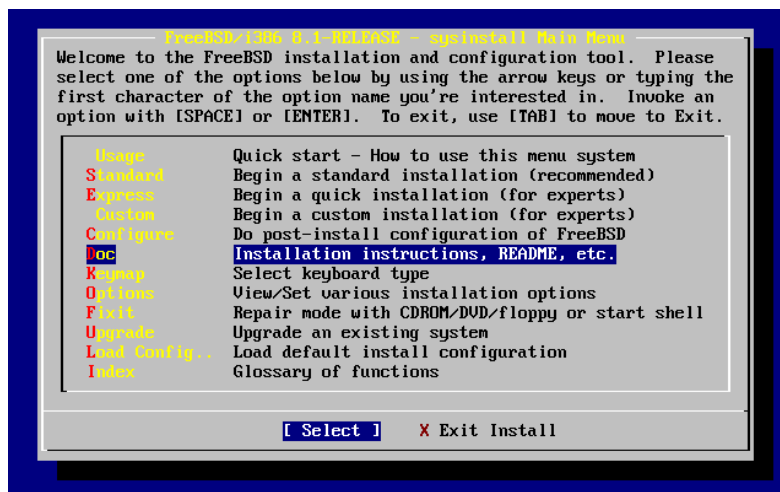 FreeBSD/i386 8.1-RELEASE - sysinstall Main Menu
Welcome to the FreeBSD installation and configuration tool.  Please
select one of the options below by using the arrow keys or typing the
first character of the option name you're interested in.  Invoke an
option with [SPACE] or [ENTER].  To exit, use [TAB] to move to Exit.
Usage Quick start - How to use this menu system
Standard Begin a standard installation (recommended)
Express Begin a quick installation (for experts)
Custom Begin a custom installation (for experts)
Configure Do post-install configuration of FreeBSD
Doc Installation instructions, README, etc.
Keymap Select keyboard type
Options View/Set various installation options
Fixit Repair mode with CDROM/DVD/floppy or start shell
Upgrade Upgrade an existing system
Load Config.. Load default install configuration
Index Glossary of functions
[ Select ] X Exit Install